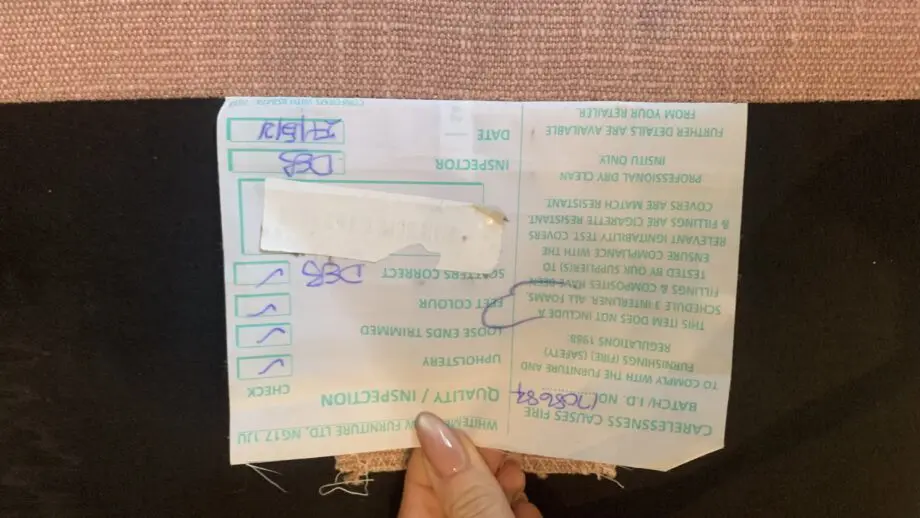 CARELESSNESS CAUSES FIRE
BATCH/I.D. NO.
TO COMPLY WITH THE FURNITURE AND
FURNISHINGS (FIRE) (SAFETY)
REGULATIONS 1988
THIS ITEM DOES NOT INCLUDE A
SCHEDULE 3 INTERLINER. ALL FOAMS,
FILLINGS & COMPOSITES HAVE BEEN
TESTED BY OUR SUPPLIER(S) TO
ENSURE COMPLIANCE WITH THE
RELEVANT IGNITABILITY TEST. COVERS
& FILLINGS ARE CIGARETTE RESISTANT.
COVERS ARE MATCH RESISTANT.
PROFESSIONAL DRY CLEAN
INSITU ONLY
FURTHER DETAILS ARE AVAILABLE
FROM YOUR RETAILER
FURNITURE LTD, NG17 1JU
QUALITY / INSPECTION
CHECK
UPHOLSTERY ✓
LOOSE ENDS TRIMMED ✓
FEET COLOUR ✓
SCATTERS CORRECT DEB ✓
INSPECTOR DEB
DATE